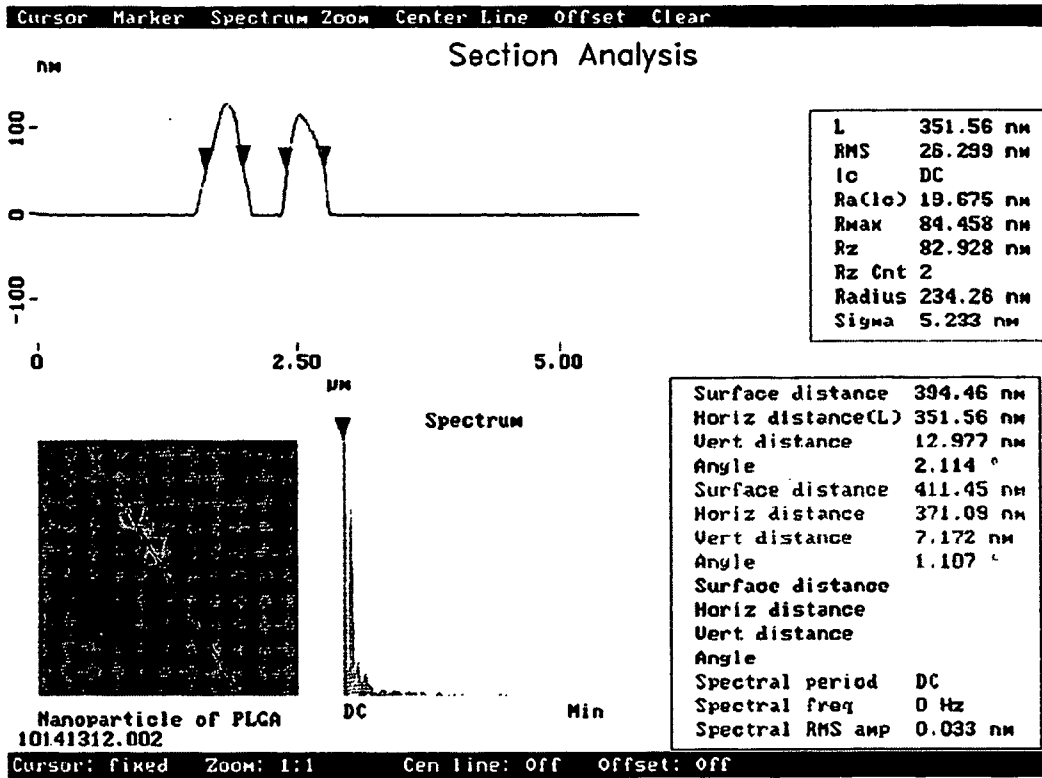 Cursor Marker Spectrum Zoom Center Line Offset Clear
Section Analysis
nm
100
0
-100
0 2.50 5.00
µm
L 351.56 nm
RMS 26.299 nm
lc DC
Ra(lc) 19.675 nm
Rmax 84.458 nm
Rz 82.928 nm
Rz Cnt 2
Radius 234.26 nm
Sigma 5.233 nm
Spectrum
DC Min
Surface distance 394.46 nm
Horiz distance(L) 351.56 nm
Vert distance 12.977 nm
Angle 2.114 °
Surface distance 411.45 nm
Horiz distance 371.09 nm
Vert distance 7.172 nm
Angle 1.107 °
Surface distance
Horiz distance
Vert distance
Angle
Spectral period DC
Spectral freq 0 Hz
Spectral RMS amp 0.033 nm
Nanoparticle of PLGA
10141312.002
Cursor: fixed Zoom: 1:1 Cen line: Off Offset: Off